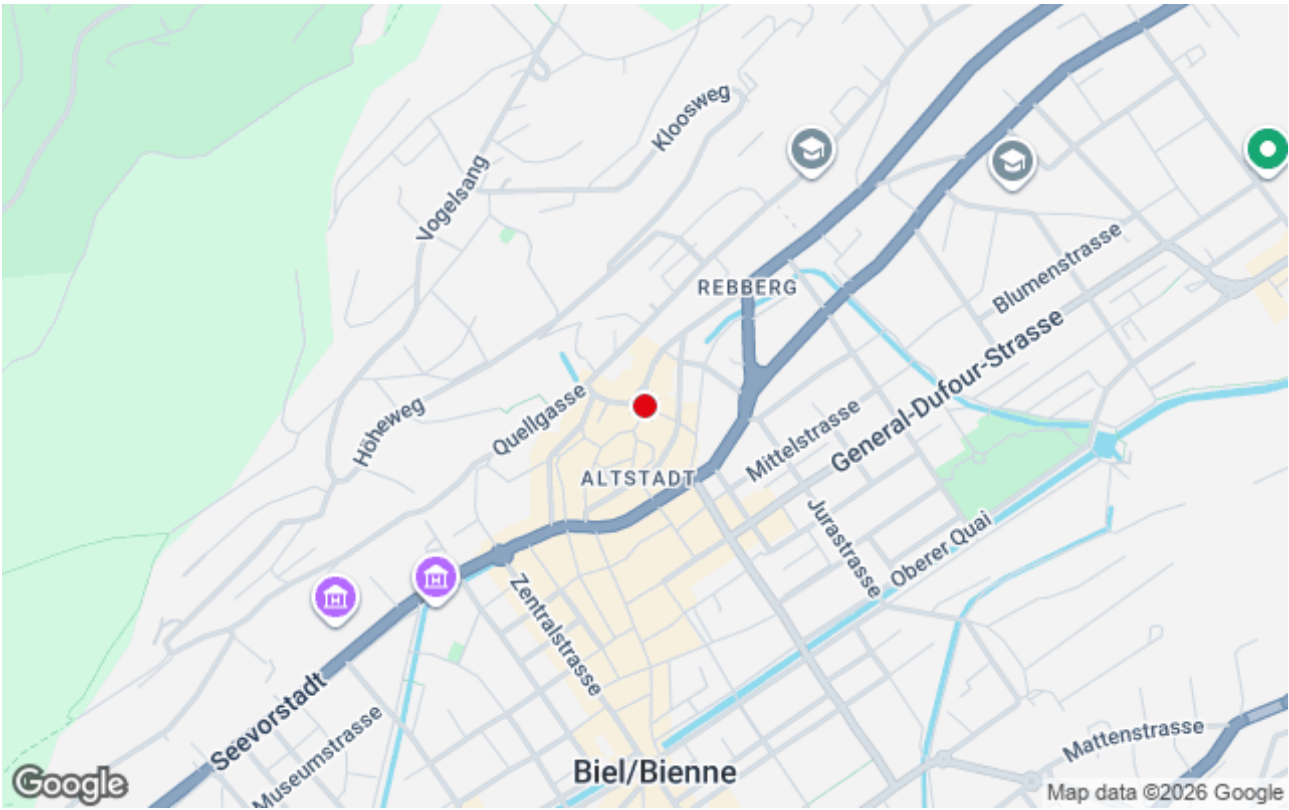 Kloosweg
Vogelsang
REBBERG
Blumenstrasse
General-Dufour-Strasse
Höheweg
Quellgasse
Mittelstrasse
ALTSTADT
Jurastrasse
Oberer Quai
Zentralstrasse
Seevorstadt
Museumstrasse
Mattenstrasse
Biel/Bienne
Google
Map data ©2026 Google